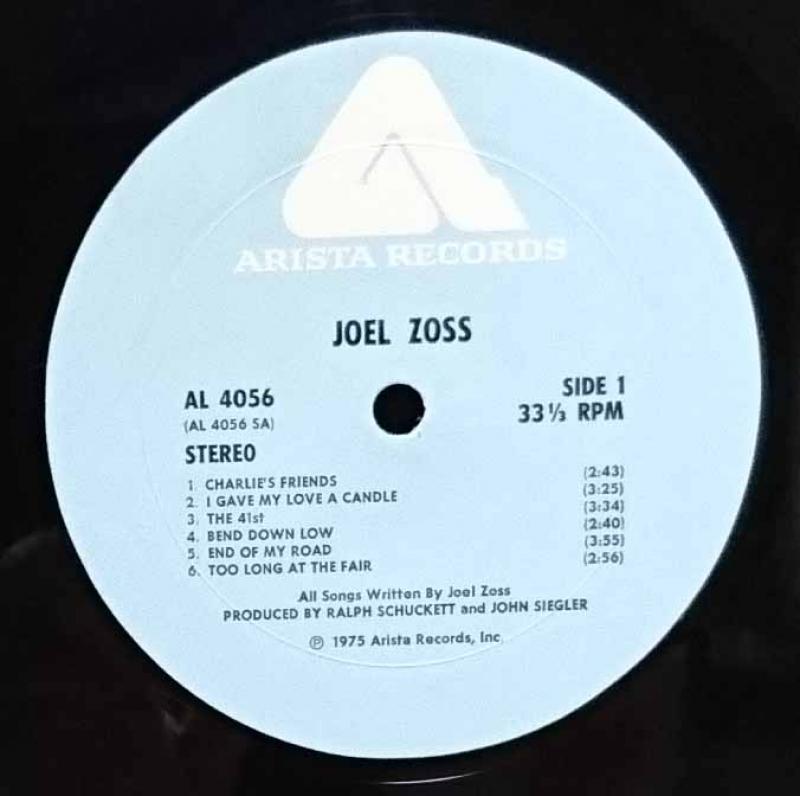 ARISTA RECORDS
JOEL ZOSS
AL 4056
(AL 4056 SA)
STEREO
SIDE 1
33⅓ RPM
1. CHARLIE'S FRIENDS (2:43)
2. I GAVE MY LOVE A CANDLE (3:25)
3. THE 41st (3:34)
4. BEND DOWN LOW (2:40)
5. END OF MY ROAD (3:55)
6. TOO LONG AT THE FAIR (2:56)
All Songs Written By Joel Zoss
PRODUCED BY RALPH SCHUCKETT and JOHN SIEGLER
℗ 1975 Arista Records, Inc.